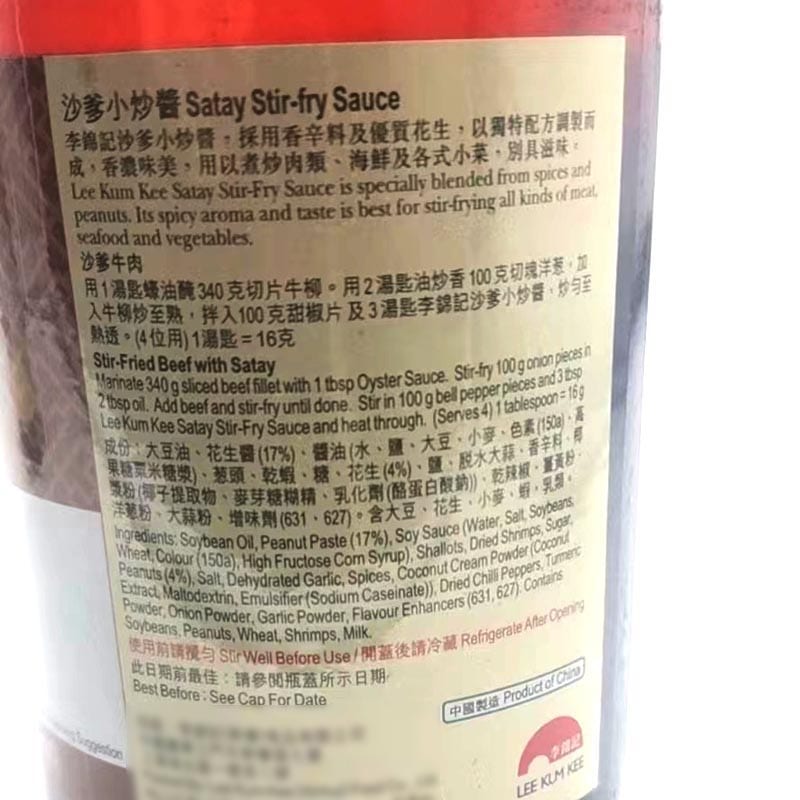 沙爹小炒醬 Satay Stir-fry Sauce
李錦記沙爹小炒醬，採用香辛料及優質花生，以獨特配方調製而
成，香濃味美，用以煮炒肉類、海鮮及各式小菜，別具滋味。
Lee Kum Kee Satay Stir-Fry Sauce is specially blended from spices and
peanuts. Its spicy aroma and taste is best for stir-frying all kinds of meat,
seafood and vegetables.
沙爹牛肉
用1湯匙蠔油醃340克切片牛柳。用2湯匙油炒香100克切塊洋蔥，加
入牛柳炒至熟，拌入100克甜椒片及3湯匙李錦記沙爹小炒醬，炒勻至
熱透。(4位用) 1湯匙 = 16克
Stir-Fried Beef with Satay
Marinate 340 g sliced beef fillet with 1 tbsp Oyster Sauce. Stir-fry 100 g onion pieces in
2 tbsp oil. Add beef and stir-fry until done. Stir in 100 g bell pepper pieces and 3 tbsp
Lee Kum Kee Satay Stir-Fry Sauce and heat through. (Serves 4) 1 tablespoon = 16 g
成份：大豆油、花生醬(17%)、醬油(水、鹽、大豆、小麥、色素(150a)、高
果糖粟米糖漿)、葱頭、乾蝦、糖、花生(4%)、鹽、脫水大蒜、香辛料、椰
漿粉(椰子提取物、麥芽糖糊精、乳化劑(酪蛋白酸鈉))、乾辣椒、薑黃粉、
洋葱粉、大蒜粉、增味劑(631、627)。含大豆、花生、小麥、蝦、乳類。
Ingredients: Soybean Oil, Peanut Paste (17%), Soy Sauce (Water, Salt, Soybeans,
Wheat, Colour (150a), High Fructose Corn Syrup), Shallots, Dried Shrimps, Sugar,
Peanuts (4%), Salt, Dehydrated Garlic, Spices, Coconut Cream Powder (Coconut
Extract, Maltodextrin, Emulsifier (Sodium Caseinate)), Dried Chilli Peppers, Turmeric
Powder, Onion Powder, Garlic Powder, Flavour Enhancers (631, 627). Contains
Soybeans, Peanuts, Wheat, Shrimps, Milk.
使用前請攪勻 Stir Well Before Use / 開蓋後請冷藏 Refrigerate After Opening
此日期前最佳：請參閱瓶蓋所示日期
Best Before : See Cap For Date
中國製造 Product of China
李錦記
LEE KUM KEE
Suggestion